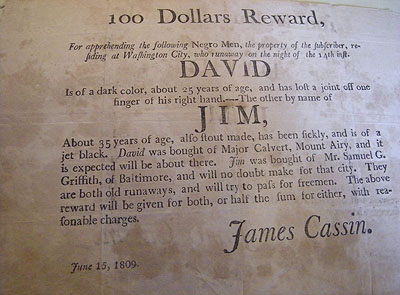 100 Dollars Reward,
For apprehending the following Negro Men, the property of the ſubſcriber, re-
ſiding at Waſhington City, who runaway on the night of the 14th inſt.
DAVID
Is of a dark color, about 25 years of age, and has loſt a joint off one
finger of his right hand.—The other by name of
JIM,
About 35 years of age, alſo ſtout made, has been ſickly, and is of a
jet black. David was bought of Major Calvert, Mount Airy, and it
is expected will be about there. Jim was bought of Mr. Samuel G.
Griffith, of Baltimore, and will no doubt make for that city. They
are both old runaways, and will try to paſs for freemen. The above
reward will be given for both, or half the ſum for either, with rea-
ſonable charges.
James Cassin.
June 15, 1809.